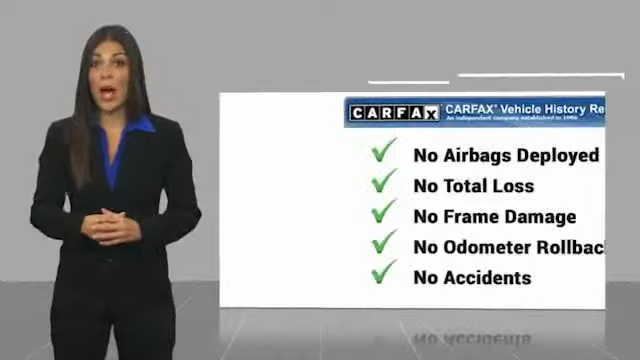 CARFAX CARFAX® Vehicle History Re
An independent company established in 1986
No Airbags Deployed
No Total Loss
No Frame Damage
No Odometer Rollbac
No Accidents